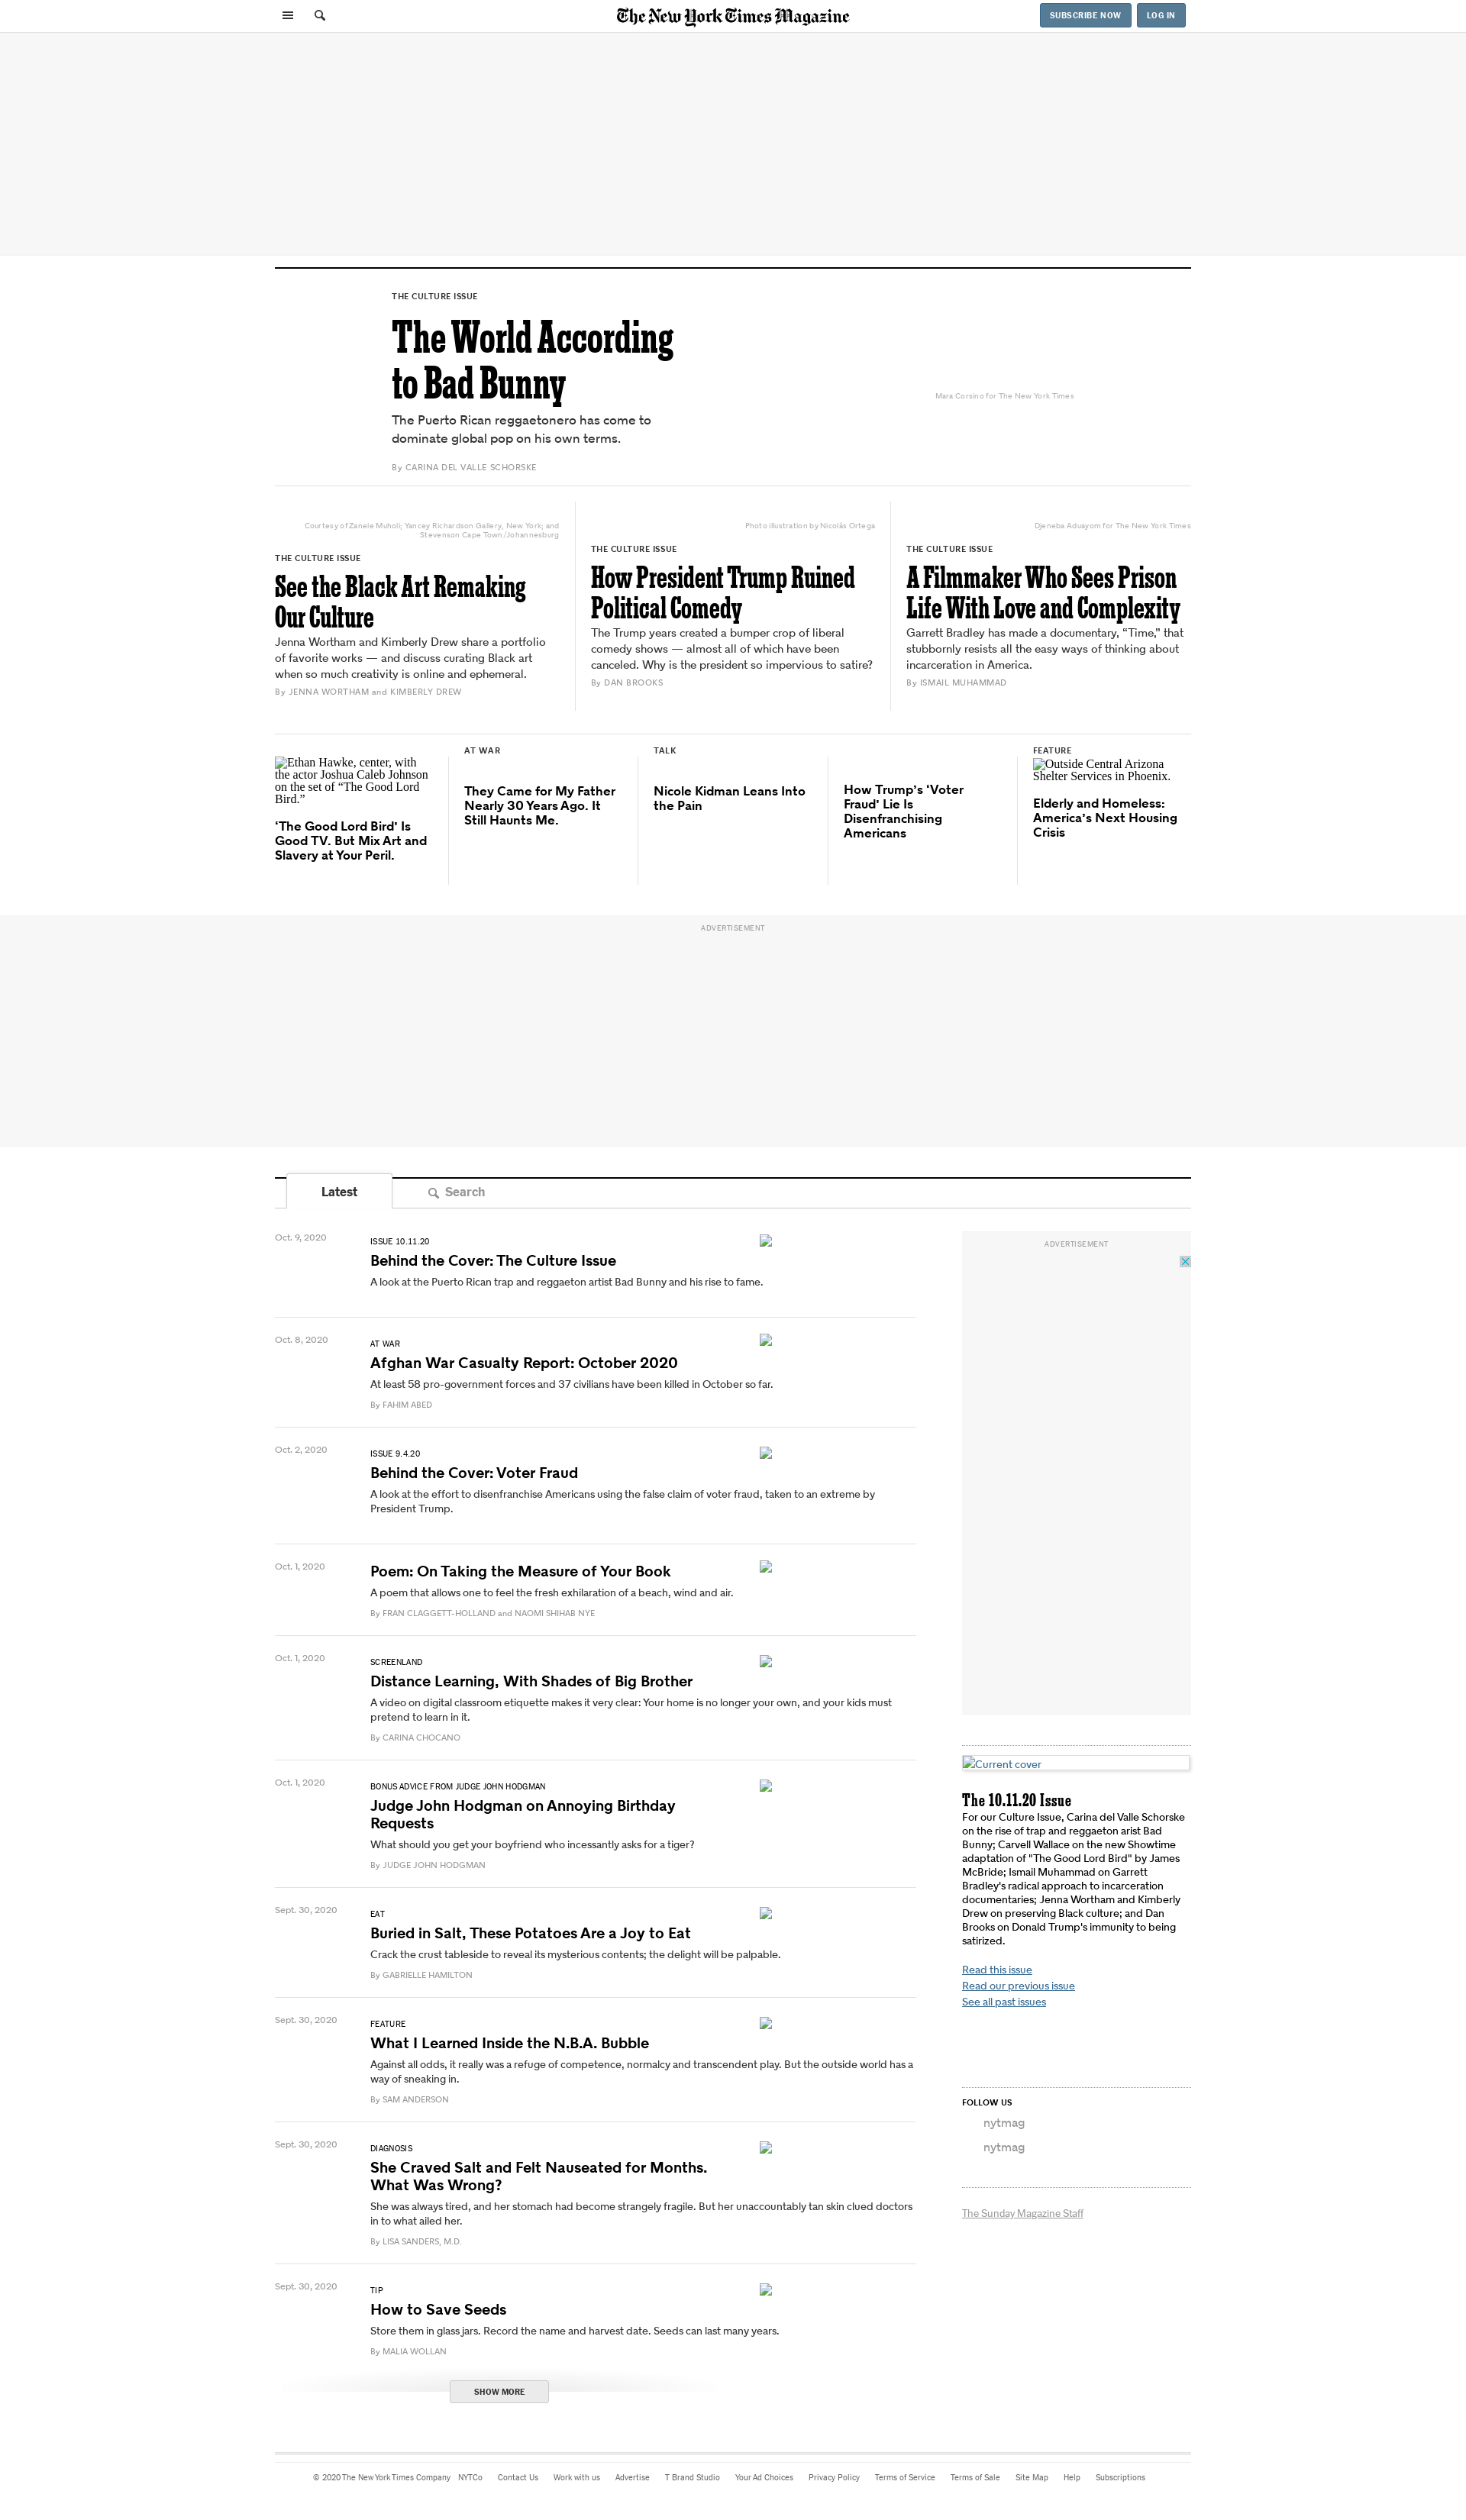 The New York Times Magazine
SUBSCRIBE NOW
LOG IN
THE CULTURE ISSUE
The World According
to Bad Bunny
The Puerto Rican reggaetonero has come to
dominate global pop on his own terms.
By CARINA DEL VALLE SCHORSKE
Mara Corsino for The New York Times
Courtesy of Zanele Muholi; Yancey Richardson Gallery, New York; and
Stevenson Cape Town/Johannesburg
THE CULTURE ISSUE
See the Black Art Remaking
Our Culture
Jenna Wortham and Kimberly Drew share a portfolio
of favorite works — and discuss curating Black art
when so much creativity is online and ephemeral.
By JENNA WORTHAM and KIMBERLY DREW
Photo illustration by Nicolás Ortega
THE CULTURE ISSUE
How President Trump Ruined
Political Comedy
The Trump years created a bumper crop of liberal
comedy shows — almost all of which have been
canceled. Why is the president so impervious to satire?
By DAN BROOKS
Djeneba Aduayom for The New York Times
THE CULTURE ISSUE
A Filmmaker Who Sees Prison
Life With Love and Complexity
Garrett Bradley has made a documentary, “Time,” that
stubbornly resists all the easy ways of thinking about
incarceration in America.
By ISMAIL MUHAMMAD
Ethan Hawke, center, with
the actor Joshua Caleb Johnson
on the set of “The Good Lord
Bird.”
‘The Good Lord Bird’ Is
Good TV. But Mix Art and
Slavery at Your Peril.
AT WAR
They Came for My Father
Nearly 30 Years Ago. It
Still Haunts Me.
TALK
Nicole Kidman Leans Into
the Pain
How Trump’s ‘Voter
Fraud’ Lie Is
Disenfranchising
Americans
FEATURE
Outside Central Arizona
Shelter Services in Phoenix.
Elderly and Homeless:
America’s Next Housing
Crisis
ADVERTISEMENT
Latest
Search
Oct. 9, 2020
ISSUE 10.11.20
Behind the Cover: The Culture Issue
A look at the Puerto Rican trap and reggaeton artist Bad Bunny and his rise to fame.
Oct. 8, 2020
AT WAR
Afghan War Casualty Report: October 2020
At least 58 pro-government forces and 37 civilians have been killed in October so far.
By FAHIM ABED
Oct. 2, 2020
ISSUE 9.4.20
Behind the Cover: Voter Fraud
A look at the effort to disenfranchise Americans using the false claim of voter fraud, taken to an extreme by
President Trump.
Oct. 1, 2020
Poem: On Taking the Measure of Your Book
A poem that allows one to feel the fresh exhilaration of a beach, wind and air.
By FRAN CLAGGETT-HOLLAND and NAOMI SHIHAB NYE
Oct. 1, 2020
SCREENLAND
Distance Learning, With Shades of Big Brother
A video on digital classroom etiquette makes it very clear: Your home is no longer your own, and your kids must
pretend to learn in it.
By CARINA CHOCANO
Oct. 1, 2020
BONUS ADVICE FROM JUDGE JOHN HODGMAN
Judge John Hodgman on Annoying Birthday
Requests
What should you get your boyfriend who incessantly asks for a tiger?
By JUDGE JOHN HODGMAN
Sept. 30, 2020
EAT
Buried in Salt, These Potatoes Are a Joy to Eat
Crack the crust tableside to reveal its mysterious contents; the delight will be palpable.
By GABRIELLE HAMILTON
Sept. 30, 2020
FEATURE
What I Learned Inside the N.B.A. Bubble
Against all odds, it really was a refuge of competence, normalcy and transcendent play. But the outside world has a
way of sneaking in.
By SAM ANDERSON
Sept. 30, 2020
DIAGNOSIS
She Craved Salt and Felt Nauseated for Months.
What Was Wrong?
She was always tired, and her stomach had become strangely fragile. But her unaccountably tan skin clued doctors
in to what ailed her.
By LISA SANDERS, M.D.
Sept. 30, 2020
TIP
How to Save Seeds
Store them in glass jars. Record the name and harvest date. Seeds can last many years.
By MALIA WOLLAN
SHOW MORE
ADVERTISEMENT
Current cover
The 10.11.20 Issue
For our Culture Issue, Carina del Valle Schorske
on the rise of trap and reggaeton arist Bad
Bunny; Carvell Wallace on the new Showtime
adaptation of "The Good Lord Bird" by James
McBride; Ismail Muhammad on Garrett
Bradley's radical approach to incarceration
documentaries; Jenna Wortham and Kimberly
Drew on preserving Black culture; and Dan
Brooks on Donald Trump's immunity to being
satirized.
Read this issue
Read our previous issue
See all past issues
FOLLOW US
nytmag
nytmag
The Sunday Magazine Staff
© 2020 The New York Times Company NYTCo Contact Us Work with us Advertise T Brand Studio Your Ad Choices Privacy Policy Terms of Service Terms of Sale Site Map Help Subscriptions